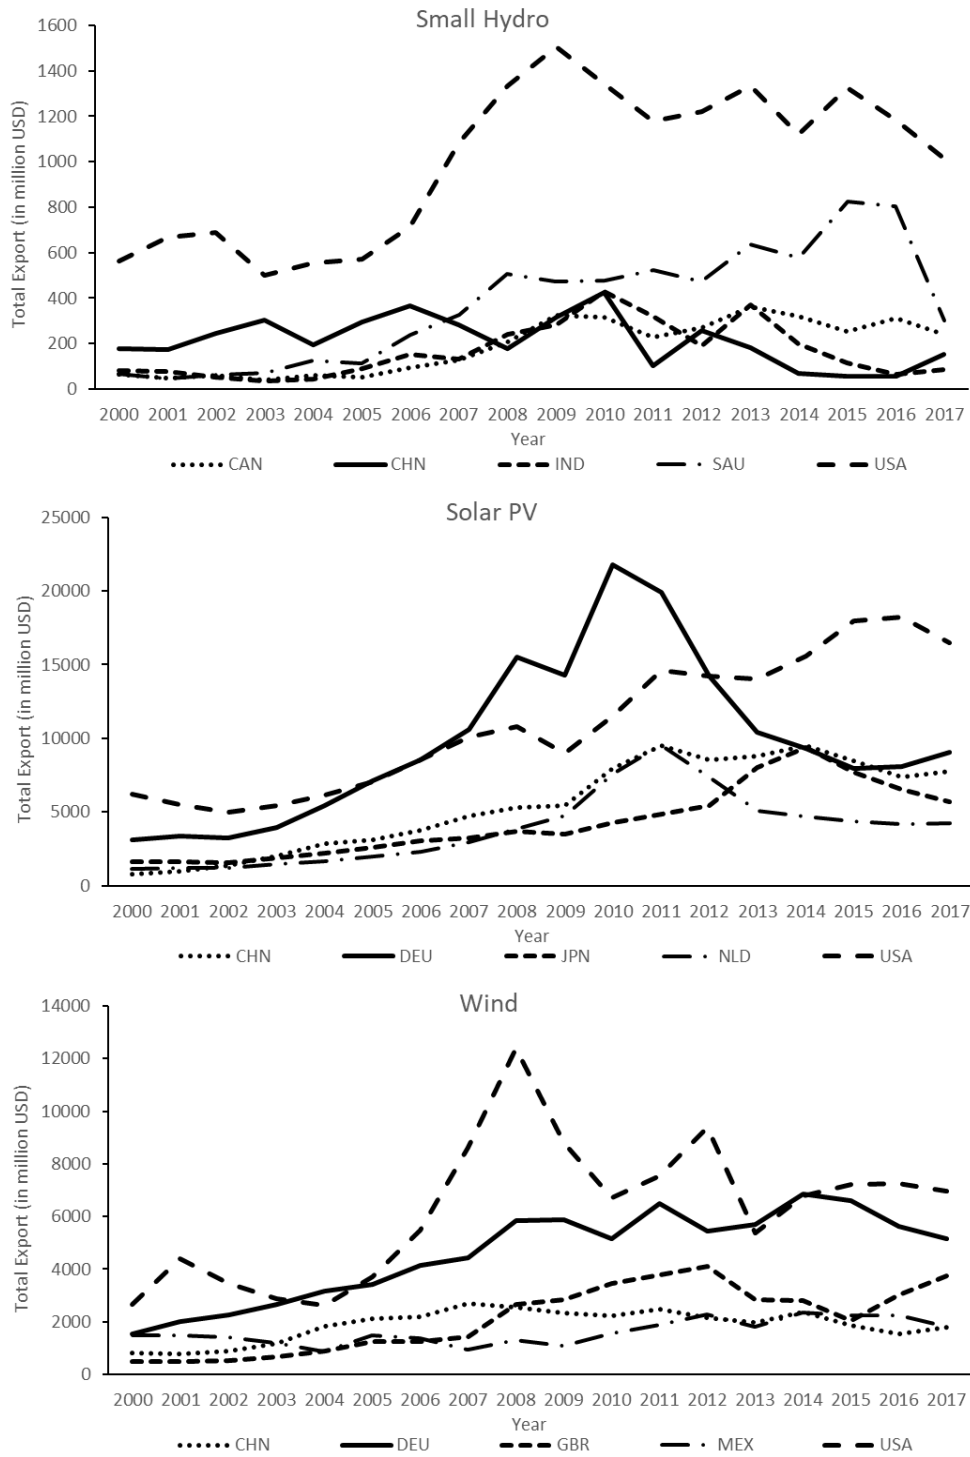 Small Hydro
1600
1400
1200
1000
800
600
400
200
0
Total Export (in million USD)
2000 2001 2002 2003 2004 2005 2006 2007 2008 2009 2010 2011 2012 2013 2014 2015 2016 2017
Year
CAN CHN IND SAU USA
Solar PV
25000
20000
15000
10000
5000
0
Total Export (in million USD)
2000 2001 2002 2003 2004 2005 2006 2007 2008 2009 2010 2011 2012 2013 2014 2015 2016 2017
Year
CHN DEU JPN NLD USA
Wind
14000
12000
10000
8000
6000
4000
2000
0
Total Export (in million USD)
2000 2001 2002 2003 2004 2005 2006 2007 2008 2009 2010 2011 2012 2013 2014 2015 2016 2017
Year
CHN DEU GBR MEX USA